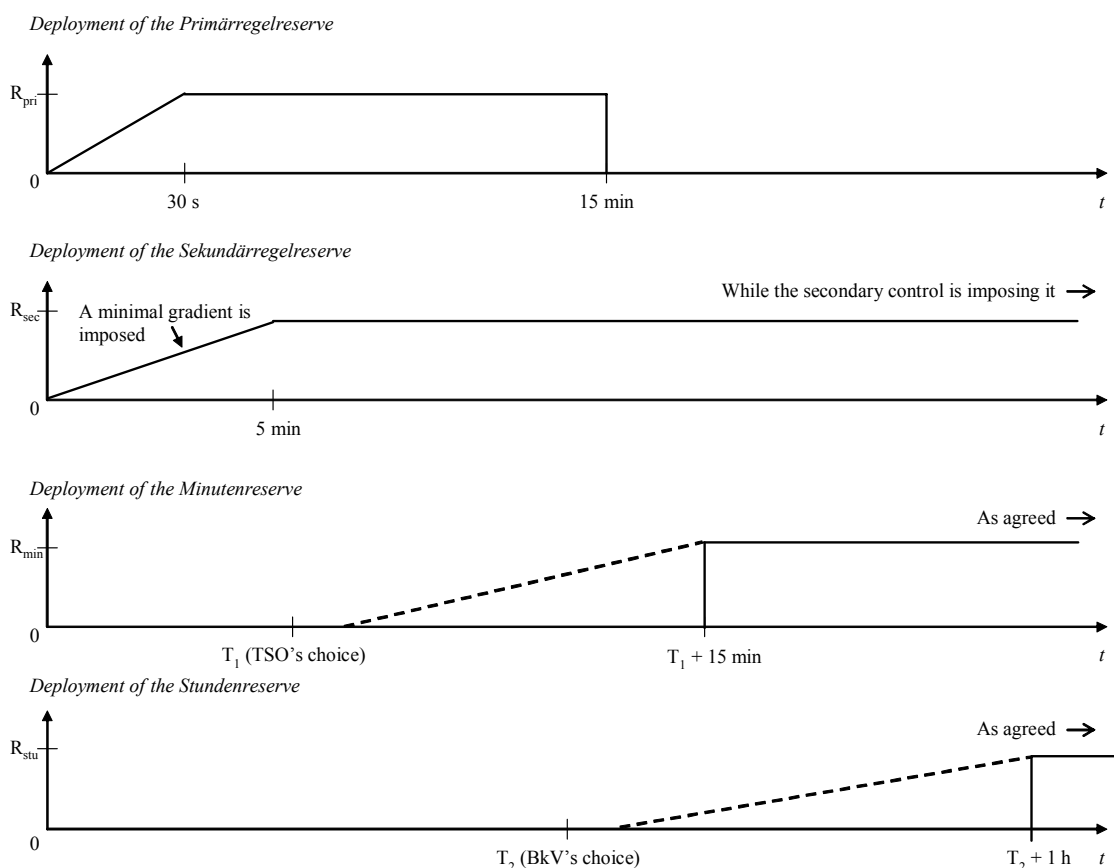 Deployment of the Primärregelreserve
R_pri
0
30 s
15 min
t
Deployment of the Sekundärregelreserve
While the secondary control is imposing it
R_sec
A minimal gradient is
imposed
0
5 min
t
Deployment of the Minutenreserve
As agreed
R_min
0
T_1 (TSO's choice)
T_1 + 15 min
t
Deployment of the Stundenreserve
As agreed
R_stu
0
T_2 (BkV's choice)
T_2 + 1 h
t